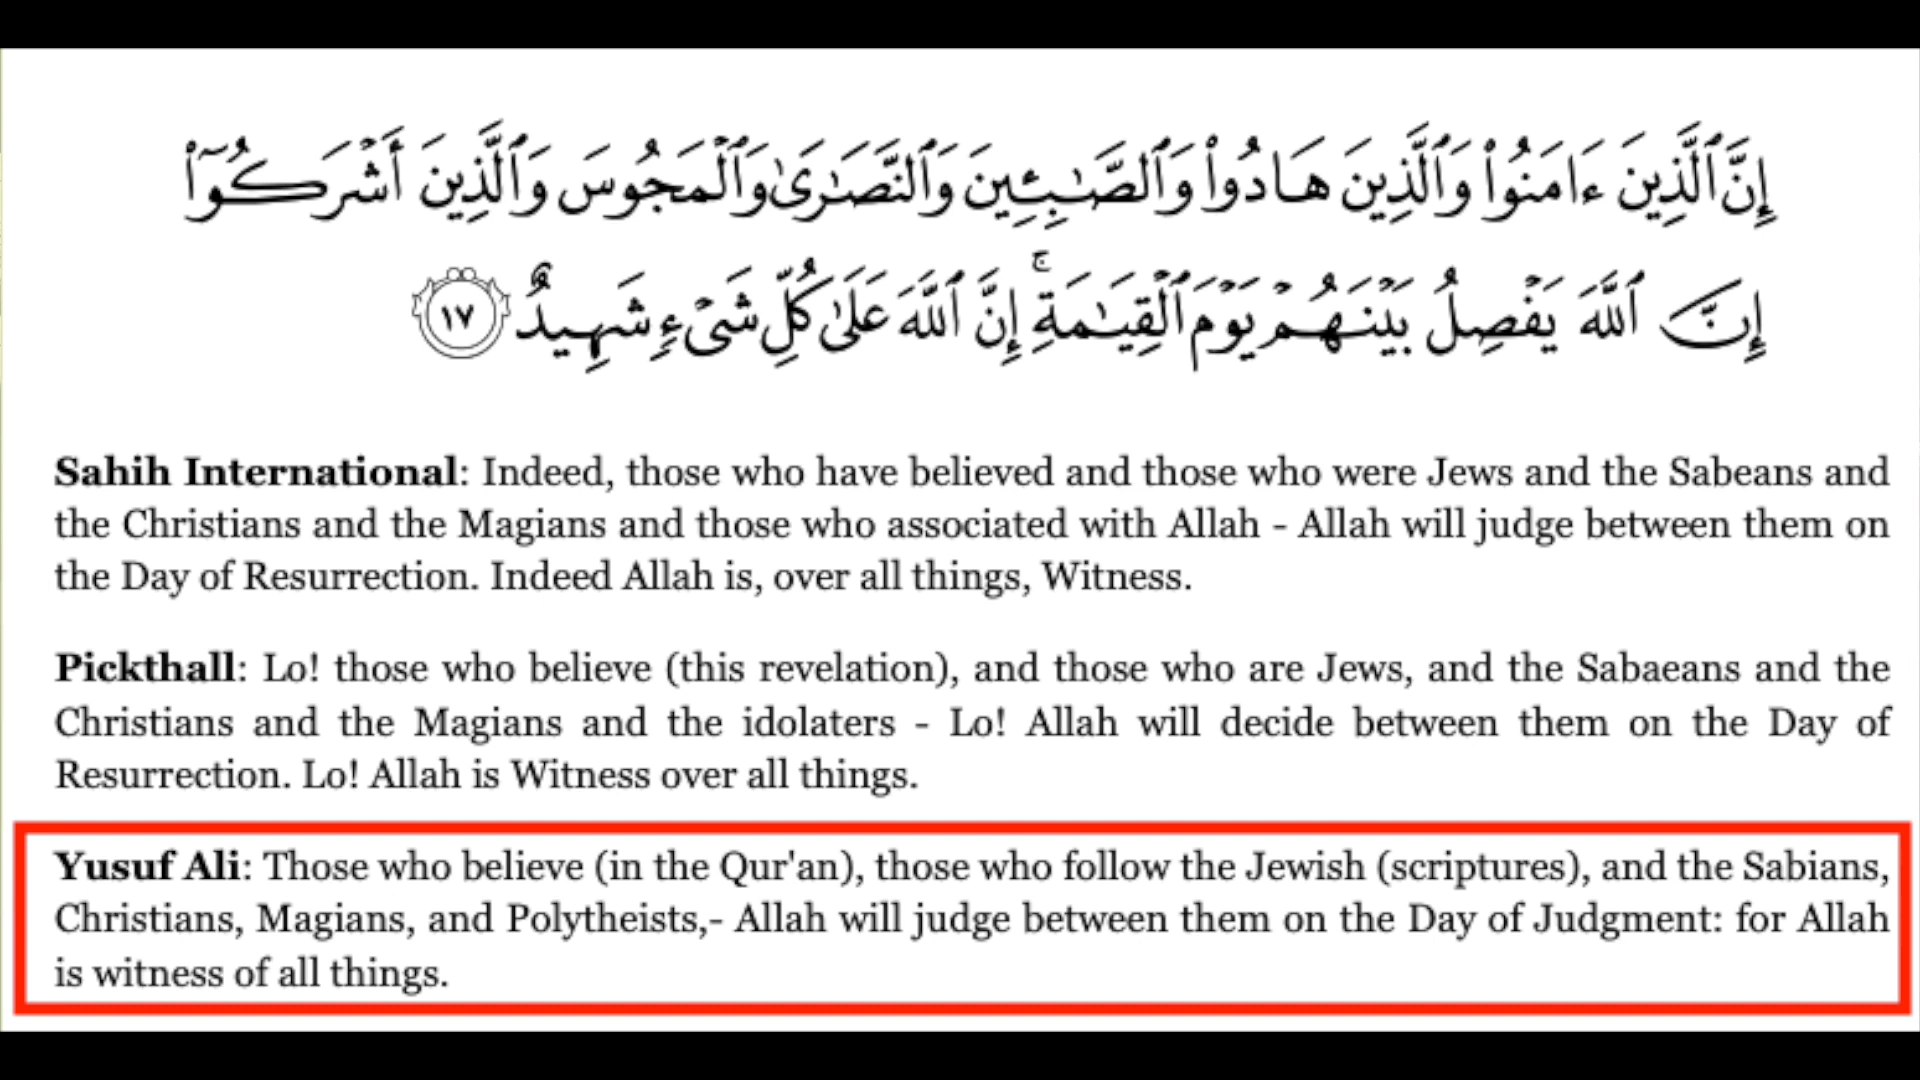 إِنَّ ٱلَّذِينَ ءَامَنُوا۟ وَٱلَّذِينَ هَادُوا۟ وَٱلصَّـٰبِـِٔينَ وَٱلنَّصَـٰرَىٰ وَٱلْمَجُوسَ وَٱلَّذِينَ أَشْرَكُوٓا۟
إِنَّ ٱللَّهَ يَفْصِلُ بَيْنَهُمْ يَوْمَ ٱلْقِيَـٰمَةِ ۚ إِنَّ ٱللَّهَ عَلَىٰ كُلِّ شَىْءٍ شَهِيدٌ ١٧
Sahih International: Indeed, those who have believed and those who were Jews and the Sabeans and
the Christians and the Magians and those who associated with Allah - Allah will judge between them on
the Day of Resurrection. Indeed Allah is, over all things, Witness.
Pickthall: Lo! those who believe (this revelation), and those who are Jews, and the Sabaeans and the
Christians and the Magians and the idolaters - Lo! Allah will decide between them on the Day of
Resurrection. Lo! Allah is Witness over all things.
Yusuf Ali: Those who believe (in the Qur'an), those who follow the Jewish (scriptures), and the Sabians,
Christians, Magians, and Polytheists,- Allah will judge between them on the Day of Judgment: for Allah
is witness of all things.